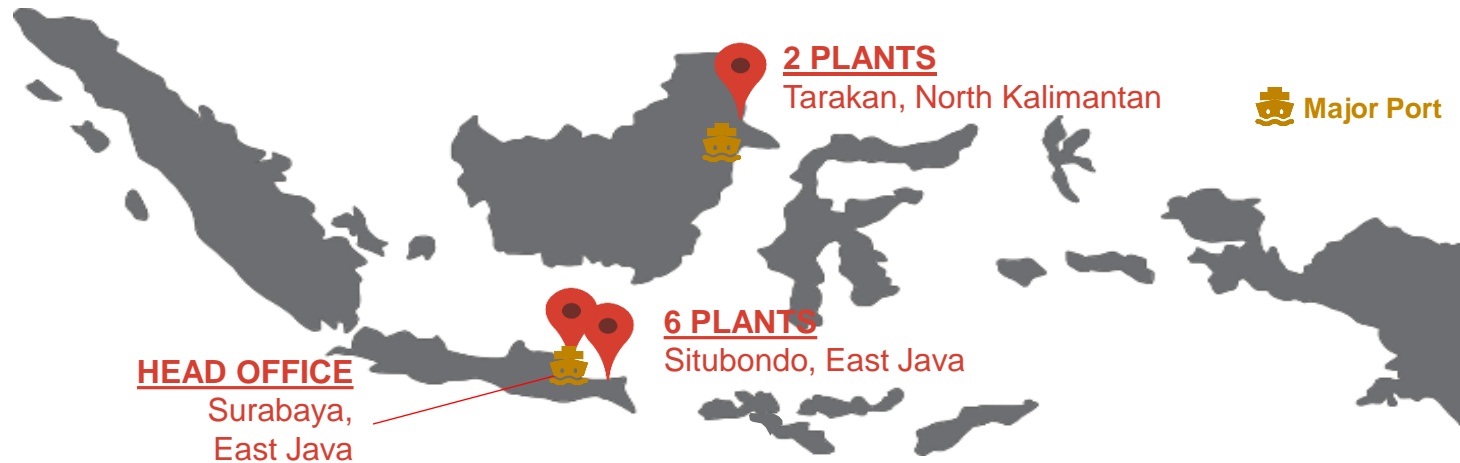 2 PLANTS
Tarakan, North Kalimantan
Major Port
6 PLANTS
Situbondo, East Java
HEAD OFFICE
Surabaya,
East Java